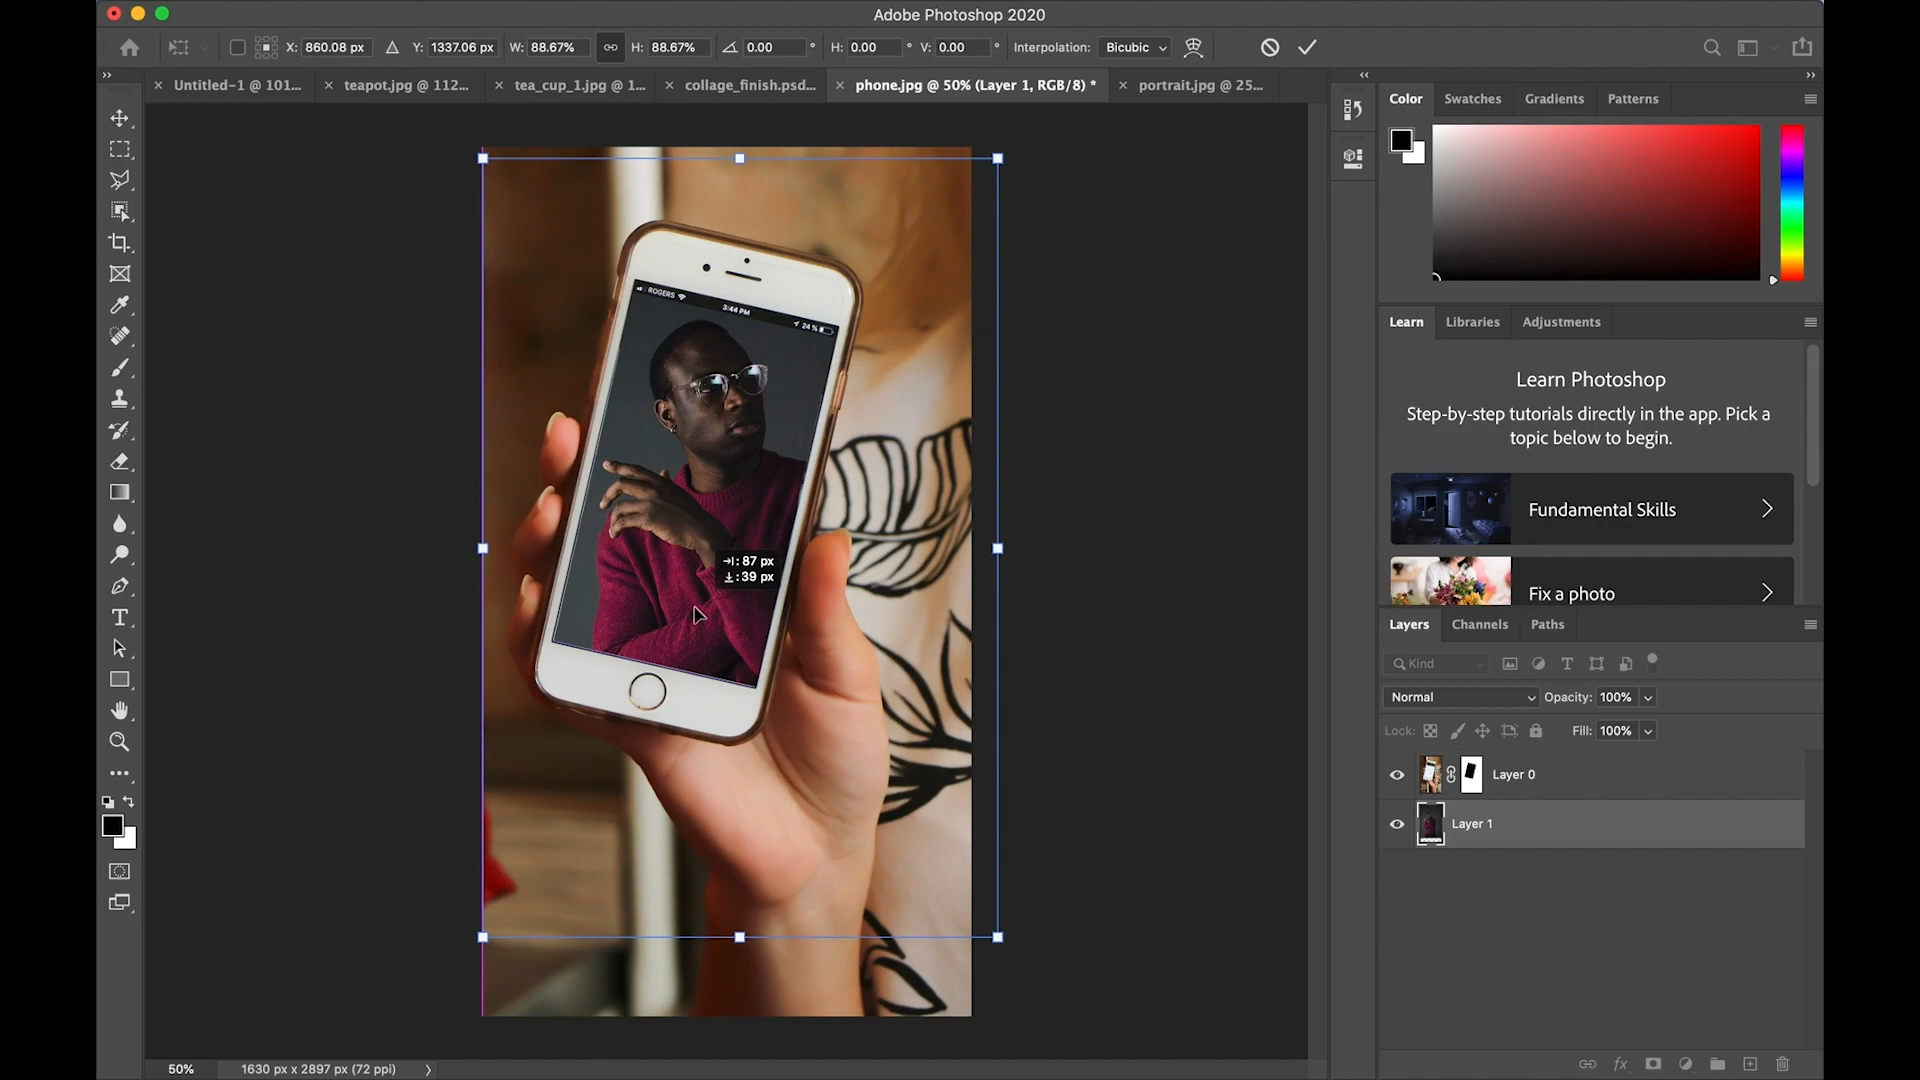 Adobe Photoshop 2020
X: 860.08 px Y: 1337.06 px W: 88.67% H: 88.67% 0.00 ° H: 0.00 ° V: 0.00 ° Interpolation: Bicubic
Untitled-1 @ 101... teapot.jpg @ 112... tea_cup_1.jpg @ 1... collage_finish.psd... phone.jpg @ 50% (Layer 1, RGB/8) * portrait.jpg @ 25...
Color Swatches Gradients Patterns
ROGERS 3:44 PM 24 %
87 px
39 px
Learn Libraries Adjustments
Learn Photoshop
Step-by-step tutorials directly in the app. Pick a
topic below to begin.
Fundamental Skills
Fix a photo
Layers Channels Paths
Kind
Normal Opacity: 100%
Lock: Fill: 100%
Layer 0
Layer 1
50% 1630 px x 2897 px (72 ppi)